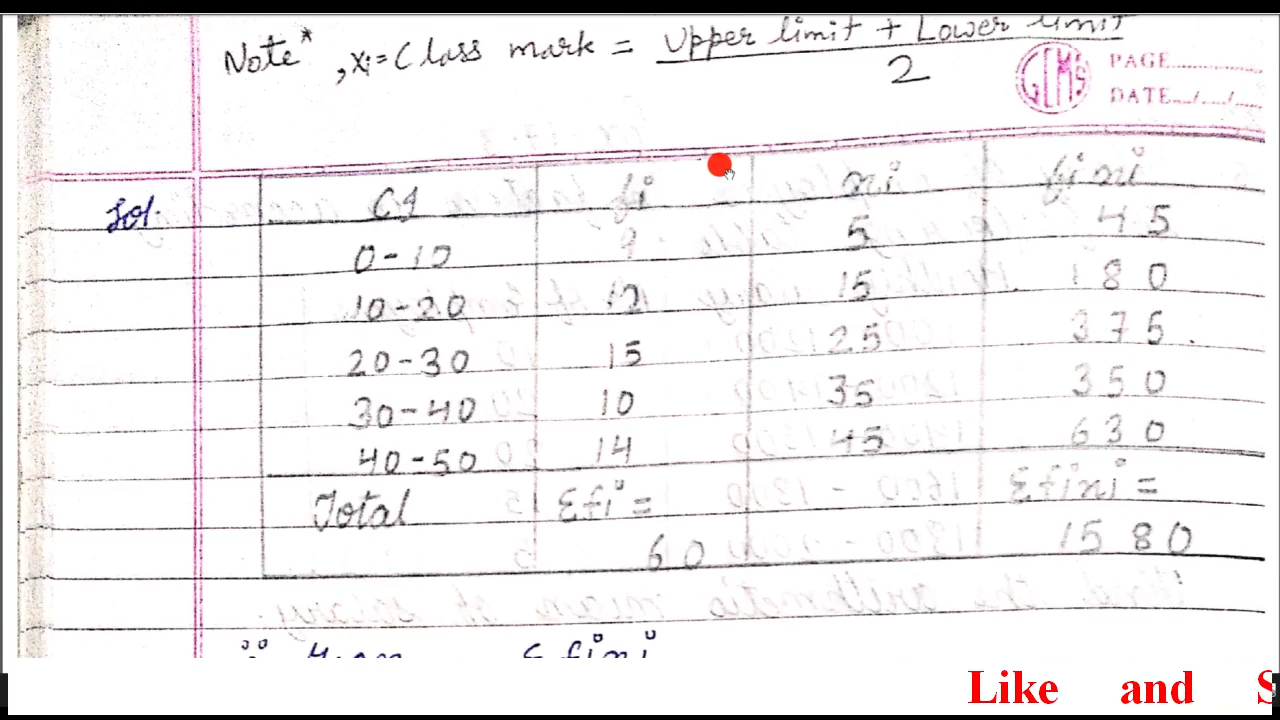 Note*, xi = Class mark = Upper limit + Lower limit
2
GEMS
PAGE
DATE
Sol.
CI fi xi fixi
0-10 9 5 45
10-20 12 15 180
20-30 15 25 375
30-40 10 35 350
40-50 14 45 630
Total Σfi = Σfixi =
60 1580
Like and S